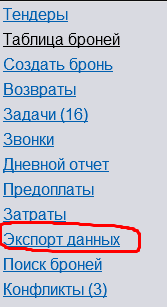 Тендеры
Таблица броней
Создать бронь
Возвраты
Задачи (16)
Звонки
Дневной отчет
Предоплаты
Затраты
Экспорт данных
Поиск броней
Конфликты (3)